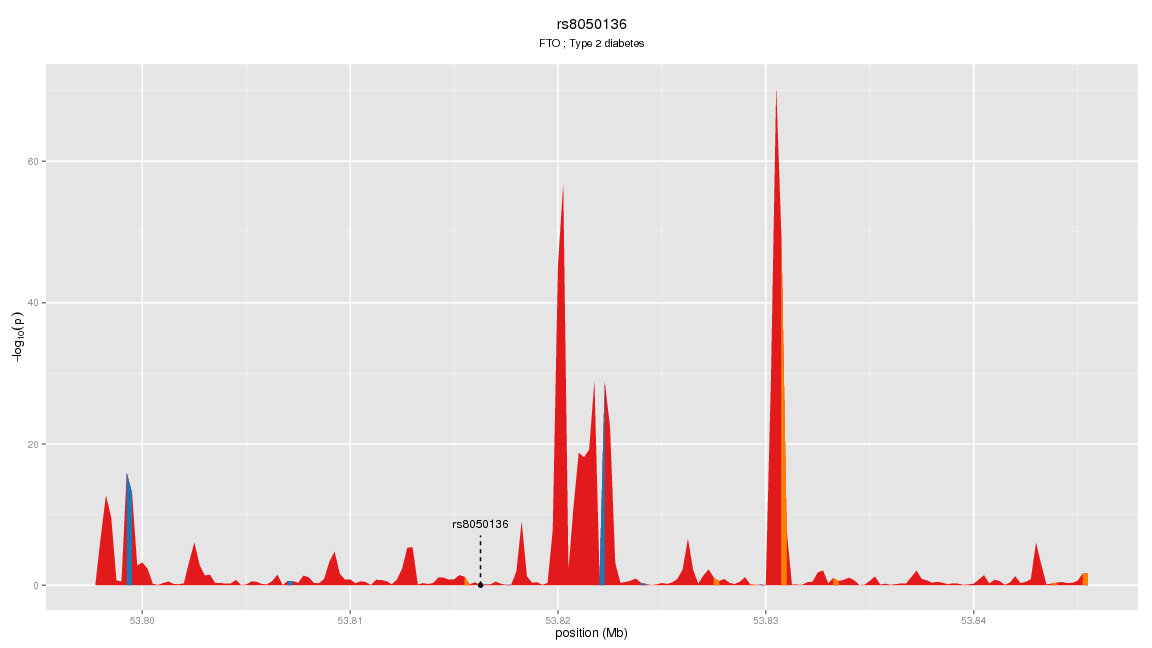 rs8050136
FTO ; Type 2 diabetes
−log10(p)
60
40
20
0
rs8050136
53.80
53.81
53.82
53.83
53.84
position (Mb)